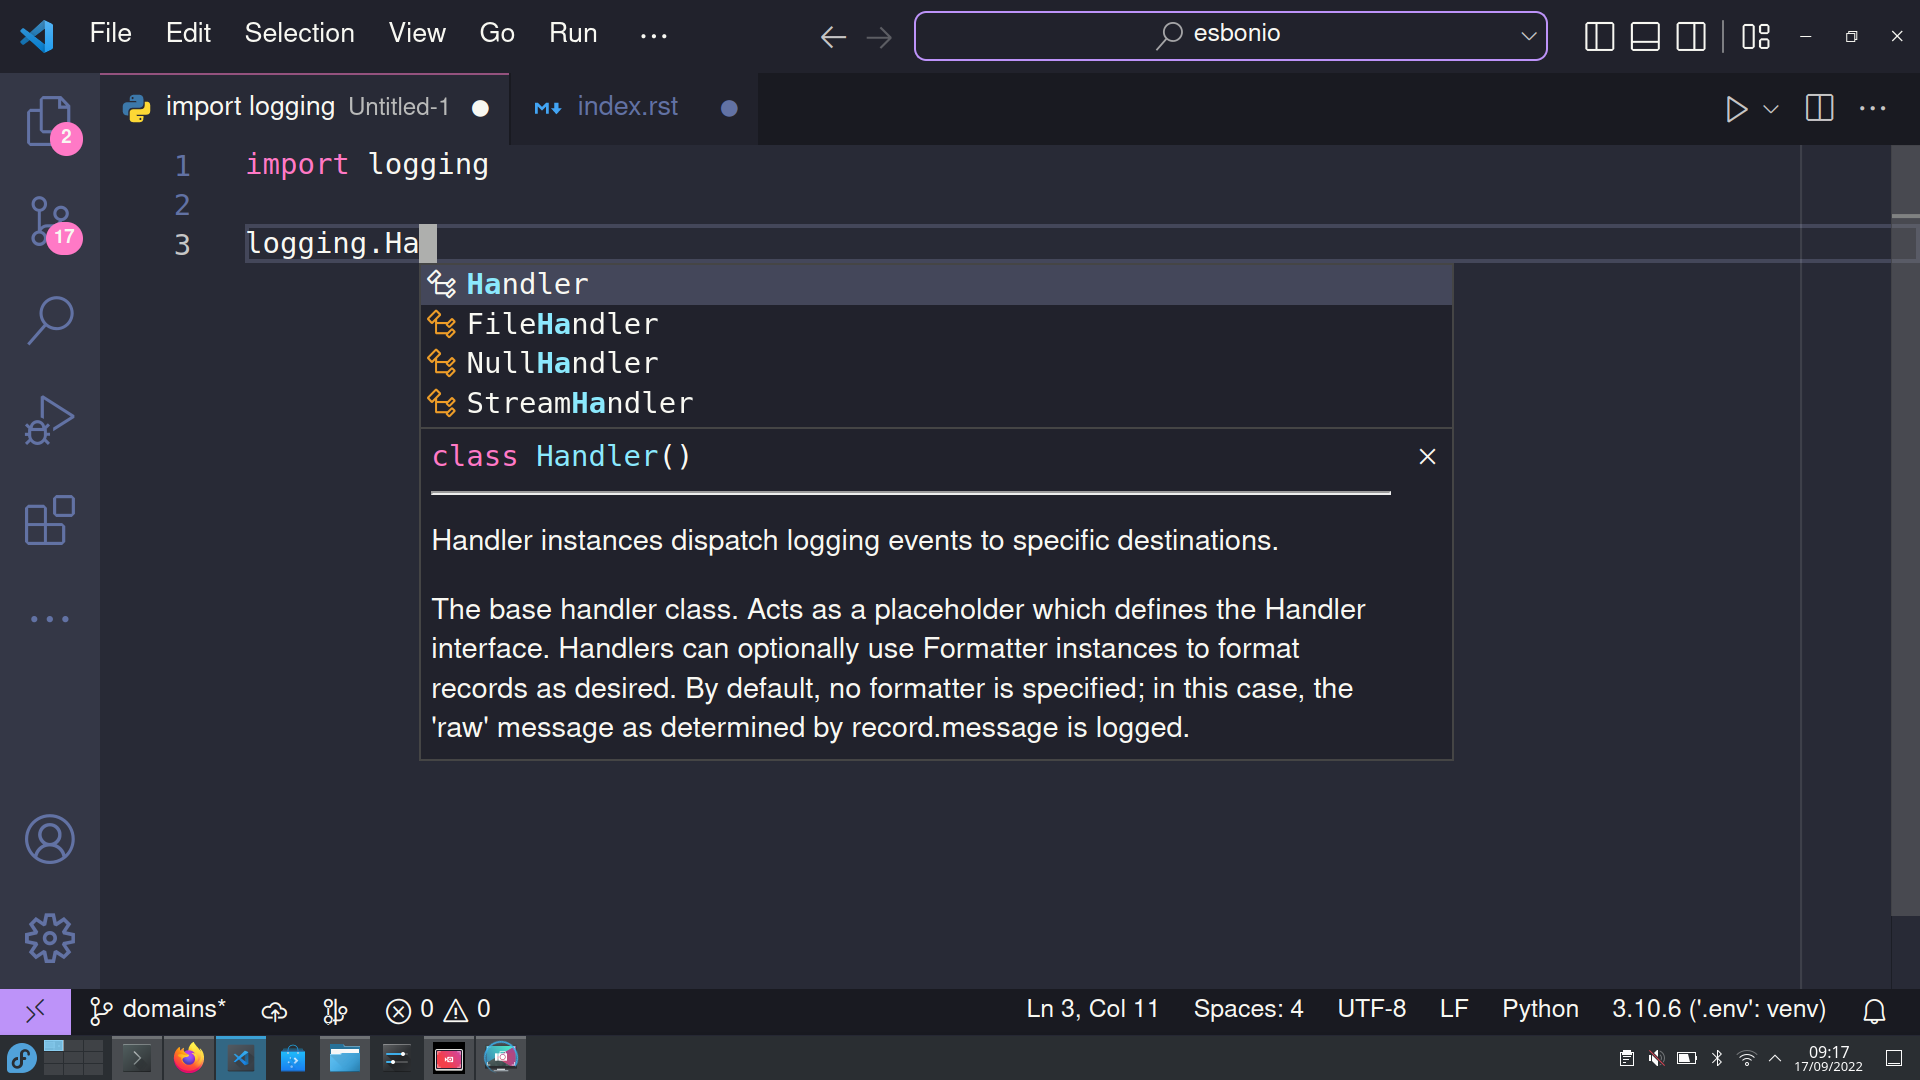 File Edit Selection View Go Run ···
esbonio
import logging Untitled-1
index.rst
2
17
1 import logging
2
3 logging.Ha
Handler
FileHandler
NullHandler
StreamHandler
class Handler()
Handler instances dispatch logging events to specific destinations.
The base handler class. Acts as a placeholder which defines the Handler
interface. Handlers can optionally use Formatter instances to format
records as desired. By default, no formatter is specified; in this case, the
'raw' message as determined by record.message is logged.
domains* 0 0 Ln 3, Col 11 Spaces: 4 UTF-8 LF Python 3.10.6 ('.env': venv)
09:17
17/09/2022